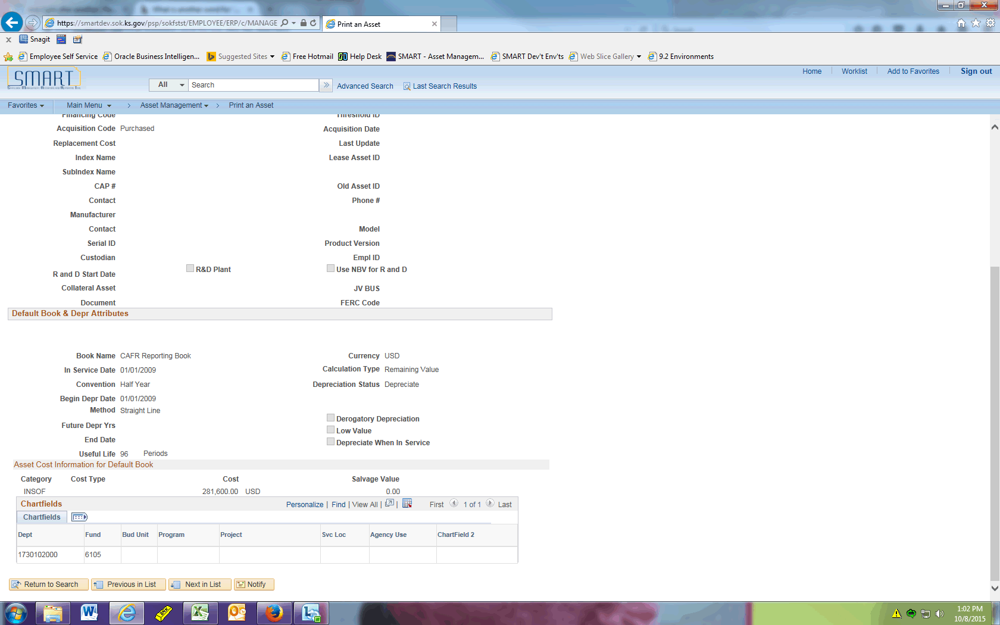 https://smartdev.sok.ks.gov/psp/sokfstst/EMPLOYEE/ERP/c/MANAGE
Print an Asset
Snagit
Employee Self Service
Oracle Business Intelligen...
Suggested Sites
Free Hotmail
Help Desk
SMART - Asset Managem...
SMART Dev't Env'ts
Web Slice Gallery
9.2 Environments
SMART
Home
Worklist
Add to Favorites
Sign out
All
Search
Advanced Search
Last Search Results
Favorites
Main Menu
Asset Management
Print an Asset
Financing Code
Threshold ID
Acquisition Code Purchased
Acquisition Date
Replacement Cost
Last Update
Index Name
Lease Asset ID
SubIndex Name
CAP #
Old Asset ID
Contact
Phone #
Manufacturer
Contact
Model
Serial ID
Product Version
Custodian
Empl ID
R and D Start Date
R&D Plant
Use NBV for R and D
Collateral Asset
JV BUS
Document
FERC Code
Default Book & Depr Attributes
Book Name CAFR Reporting Book
Currency USD
In Service Date 01/01/2009
Calculation Type Remaining Value
Convention Half Year
Depreciation Status Depreciate
Begin Depr Date 01/01/2009
Method Straight Line
Derogatory Depreciation
Future Depr Yrs
Low Value
End Date
Depreciate When In Service
Useful Life 96 Periods
Asset Cost Information for Default Book
Category Cost Type Cost Salvage Value
INSOF 281,600.00 USD 0.00
Chartfields
Personalize | Find | View All | | First 1 of 1 Last
Chartfields
Dept Fund Bud Unit Program Project Svc Loc Agency Use ChartField 2
1730102000 6105
Return to Search
Previous in List
Next in List
Notify
1:02 PM
10/8/2015